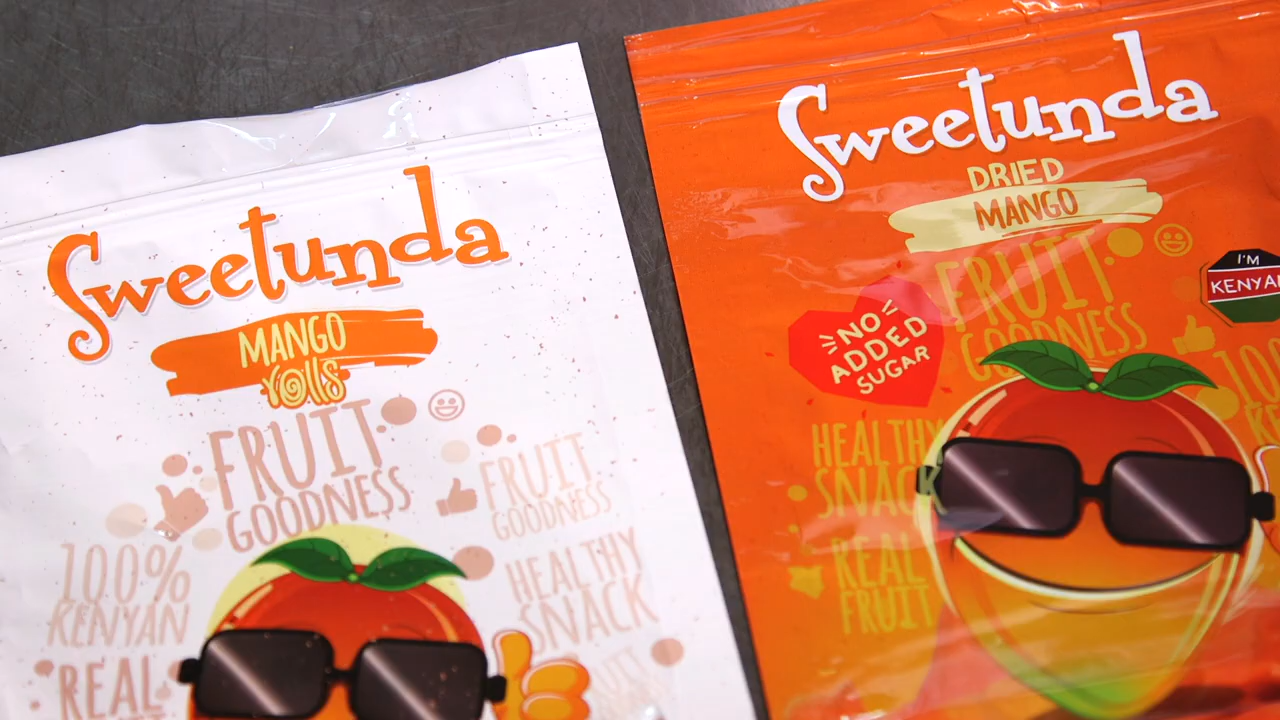 Sweetunda
MANGO
rolls
FRUIT
GOODNESS
FRUIT
GOODNESS
100%
KENYAN
HEALTHY
SNACK
REAL
Sweetunda
DRIED
MANGO
FRUIT
GOODNESS
NO
ADDED
SUGAR
I'M
HEALTHY
SNACK
REAL
FRUIT